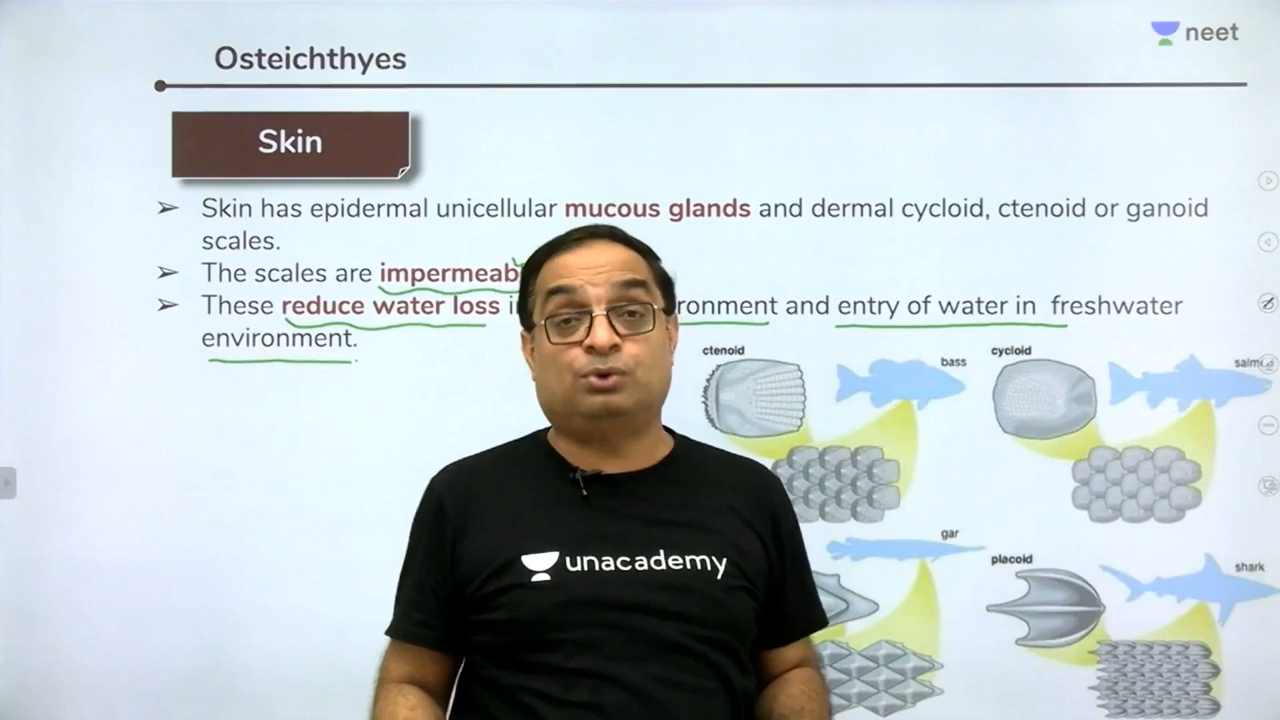 neet
Osteichthyes
Skin
➢ Skin has epidermal unicellular mucous glands and dermal cycloid, ctenoid or ganoid
scales.
➢ The scales are impermeab
➢ These reduce water loss i ronment and entry of water in freshwater
environment.
ctenoid
bass
cycloid
salm
gar
placoid
shark
unacademy